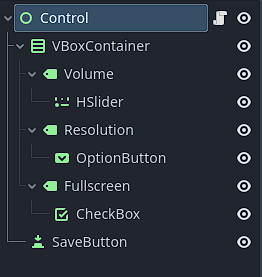 Control
VBoxContainer
Volume
HSlider
Resolution
OptionButton
Fullscreen
CheckBox
SaveButton